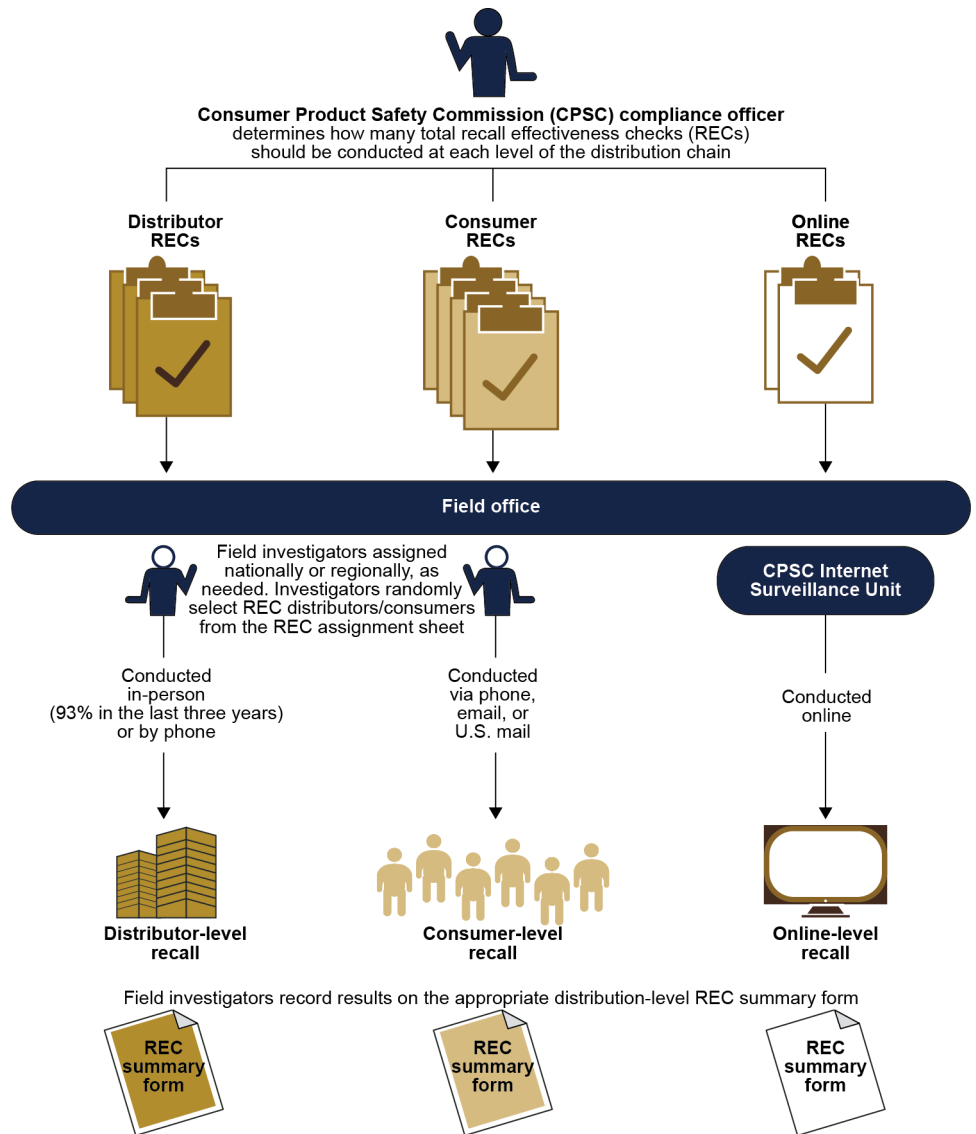 Consumer Product Safety Commission (CPSC) compliance officer
determines how many total recall effectiveness checks (RECs)
should be conducted at each level of the distribution chain
Distributor
RECs
Consumer
RECs
Online
RECs
Field office
Field investigators assigned
nationally or regionally, as
needed. Investigators randomly
select REC distributors/consumers
from the REC assignment sheet
CPSC Internet
Surveillance Unit
Conducted
in-person
(93% in the last three years)
or by phone
Conducted
via phone,
email, or
U.S. mail
Conducted
online
Distributor-level
recall
Consumer-level
recall
Online-level
recall
Field investigators record results on the appropriate distribution-level REC summary form
REC
summary
form
REC
summary
form
REC
summary
form